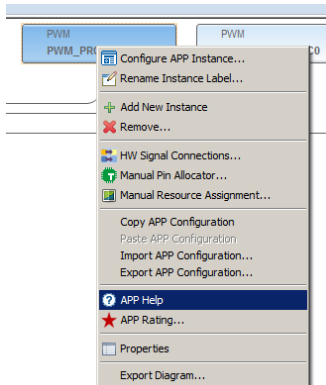 PWM
PWM
PWM_PRO
C0
Configure APP Instance...
Rename Instance Label...
Add New Instance
Remove...
HW Signal Connections...
Manual Pin Allocator...
Manual Resource Assignment...
Copy APP Configuration
Paste APP Configuration
Import APP Configuration...
Export APP Configuration...
APP Help
APP Rating...
Properties
Export Diagram...